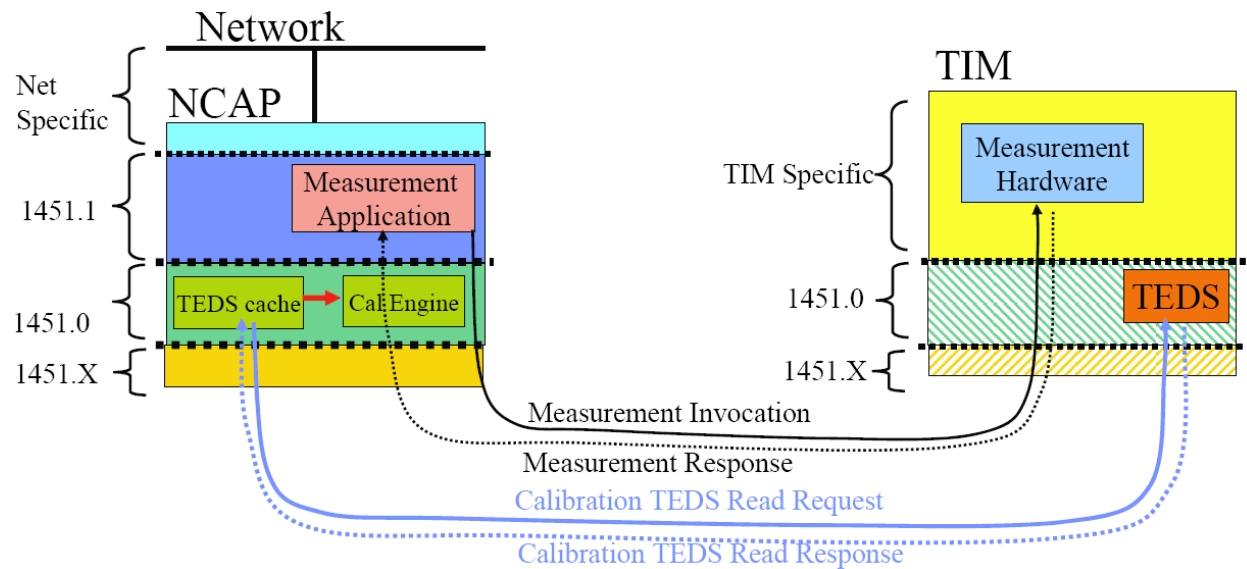 Network
Net
Specific
NCAP
1451.1
Measurement
Application
1451.0
TEDS cache
Cal Engine
1451.X
TIM
TIM Specific
Measurement
Hardware
1451.0
TEDS
1451.X
Measurement Invocation
Measurement Response
Calibration TEDS Read Request
Calibration TEDS Read Response